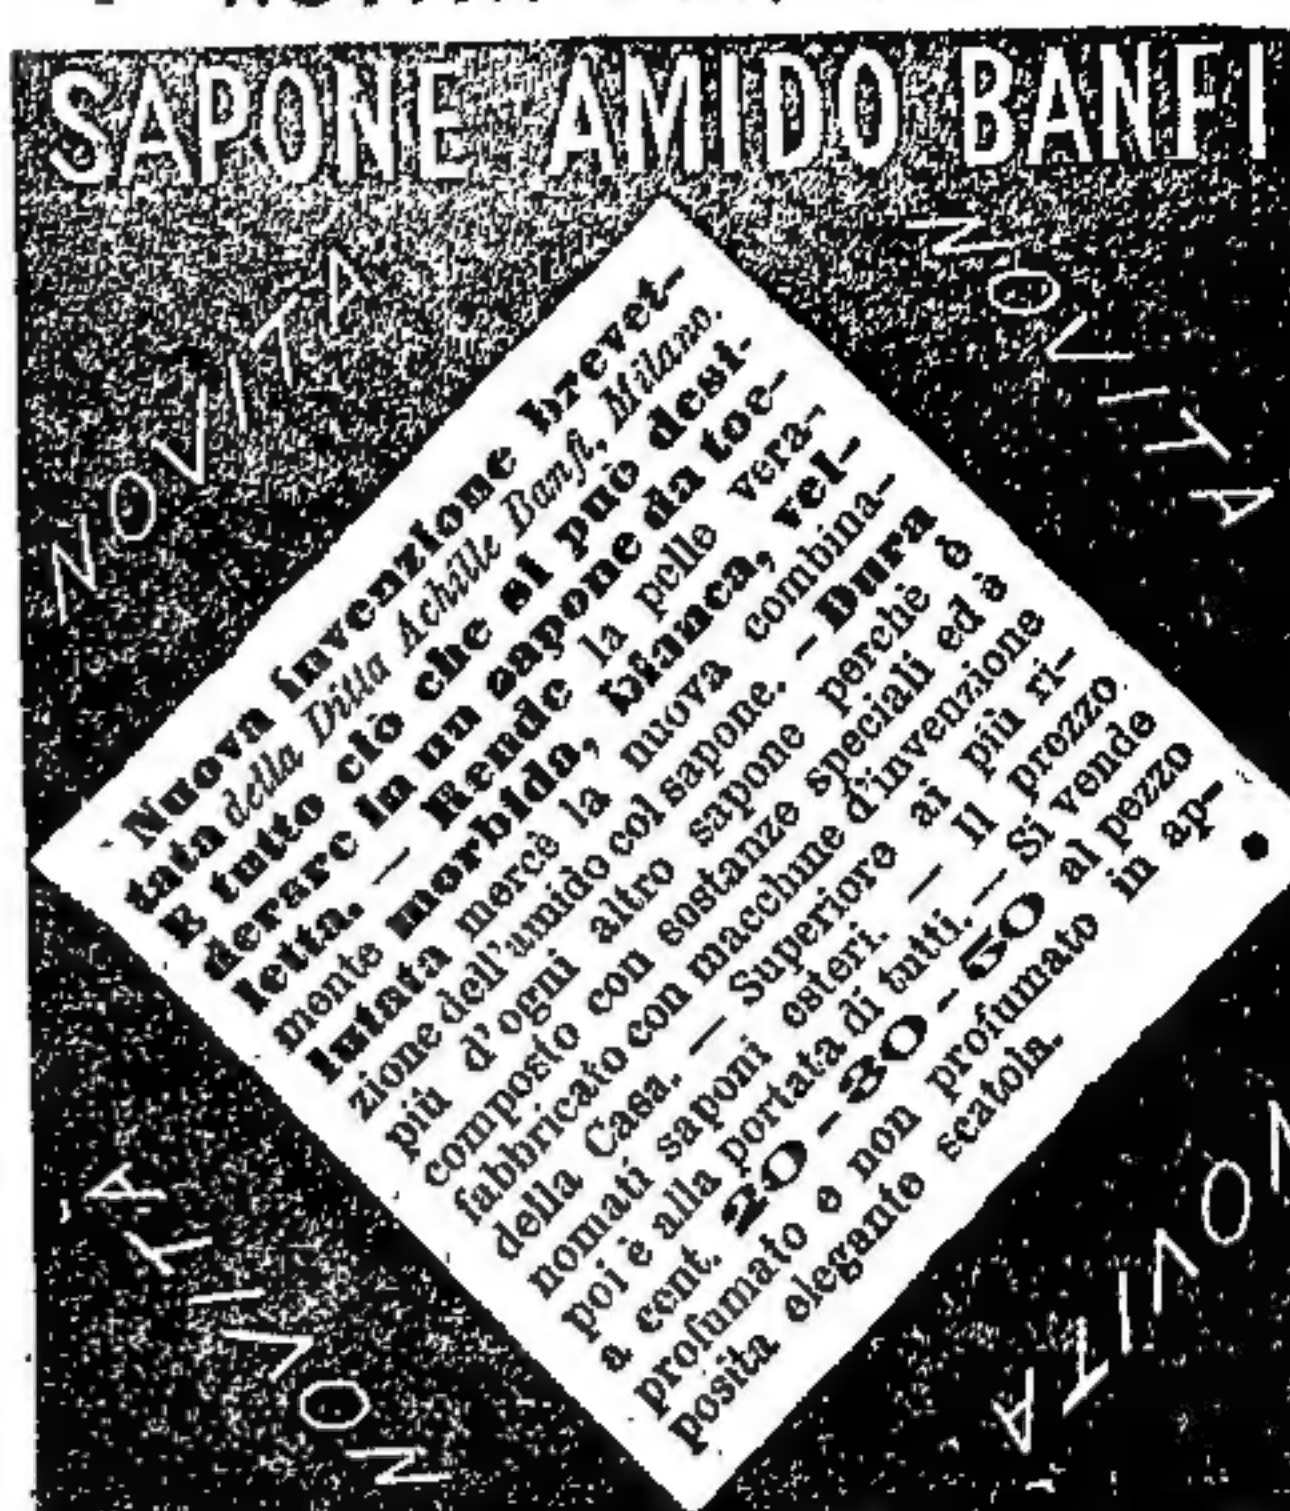 SAPONE AMIDO BANFI
NOVITA
NOVITA
Nuova invenzione brevet-
tata della Ditta Achille Banfi, Milano.
È tutto ciò che si può desi-
derare in un sapone da toe-
letta. — Rende la pelle vera-
mente morbida, bianca, vel-
lutata mercè la nuova combina-
zione dell'amido col sapone. — Dura
più d'ogni altro sapone perchè è
composto con sostanze speciali ed è
fabbricato con macchine d'invenzione
della Casa. — Superiore ai più ri-
nomati saponi esteri. — Il prezzo
poi è alla portata di tutti. — Si vende
a cent. 20-30-50 al pezzo
profumato e non profumato in ap-
posita elegante scatola.
NOVITA
NOVITA